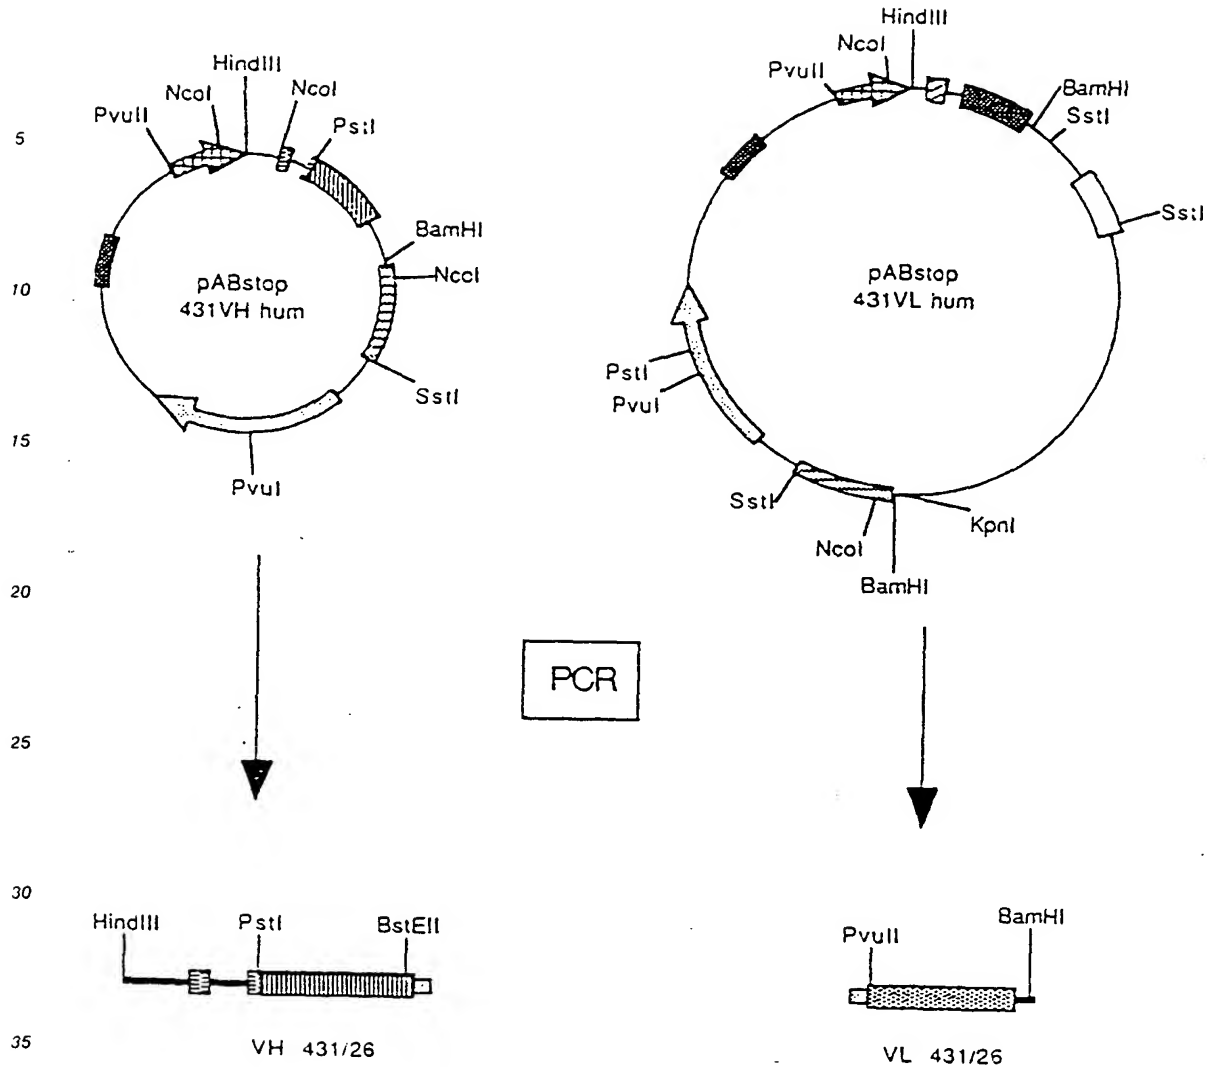 HindIII
NcoI
NcoI
PvuII
PstI
BamHI
NccI
pABstop
431VH hum
SstI
PvuI
HindIII
NcoI
PvuII
BamHI
SstI
SstI
pABstop
431VL hum
PstI
PvuI
SstI
KpnI
NcoI
BamHI
PCR
HindIII
PstI
BstEII
VH 431/26
BamHI
PvuII
VL 431/26
5
10
15
20
25
30
35